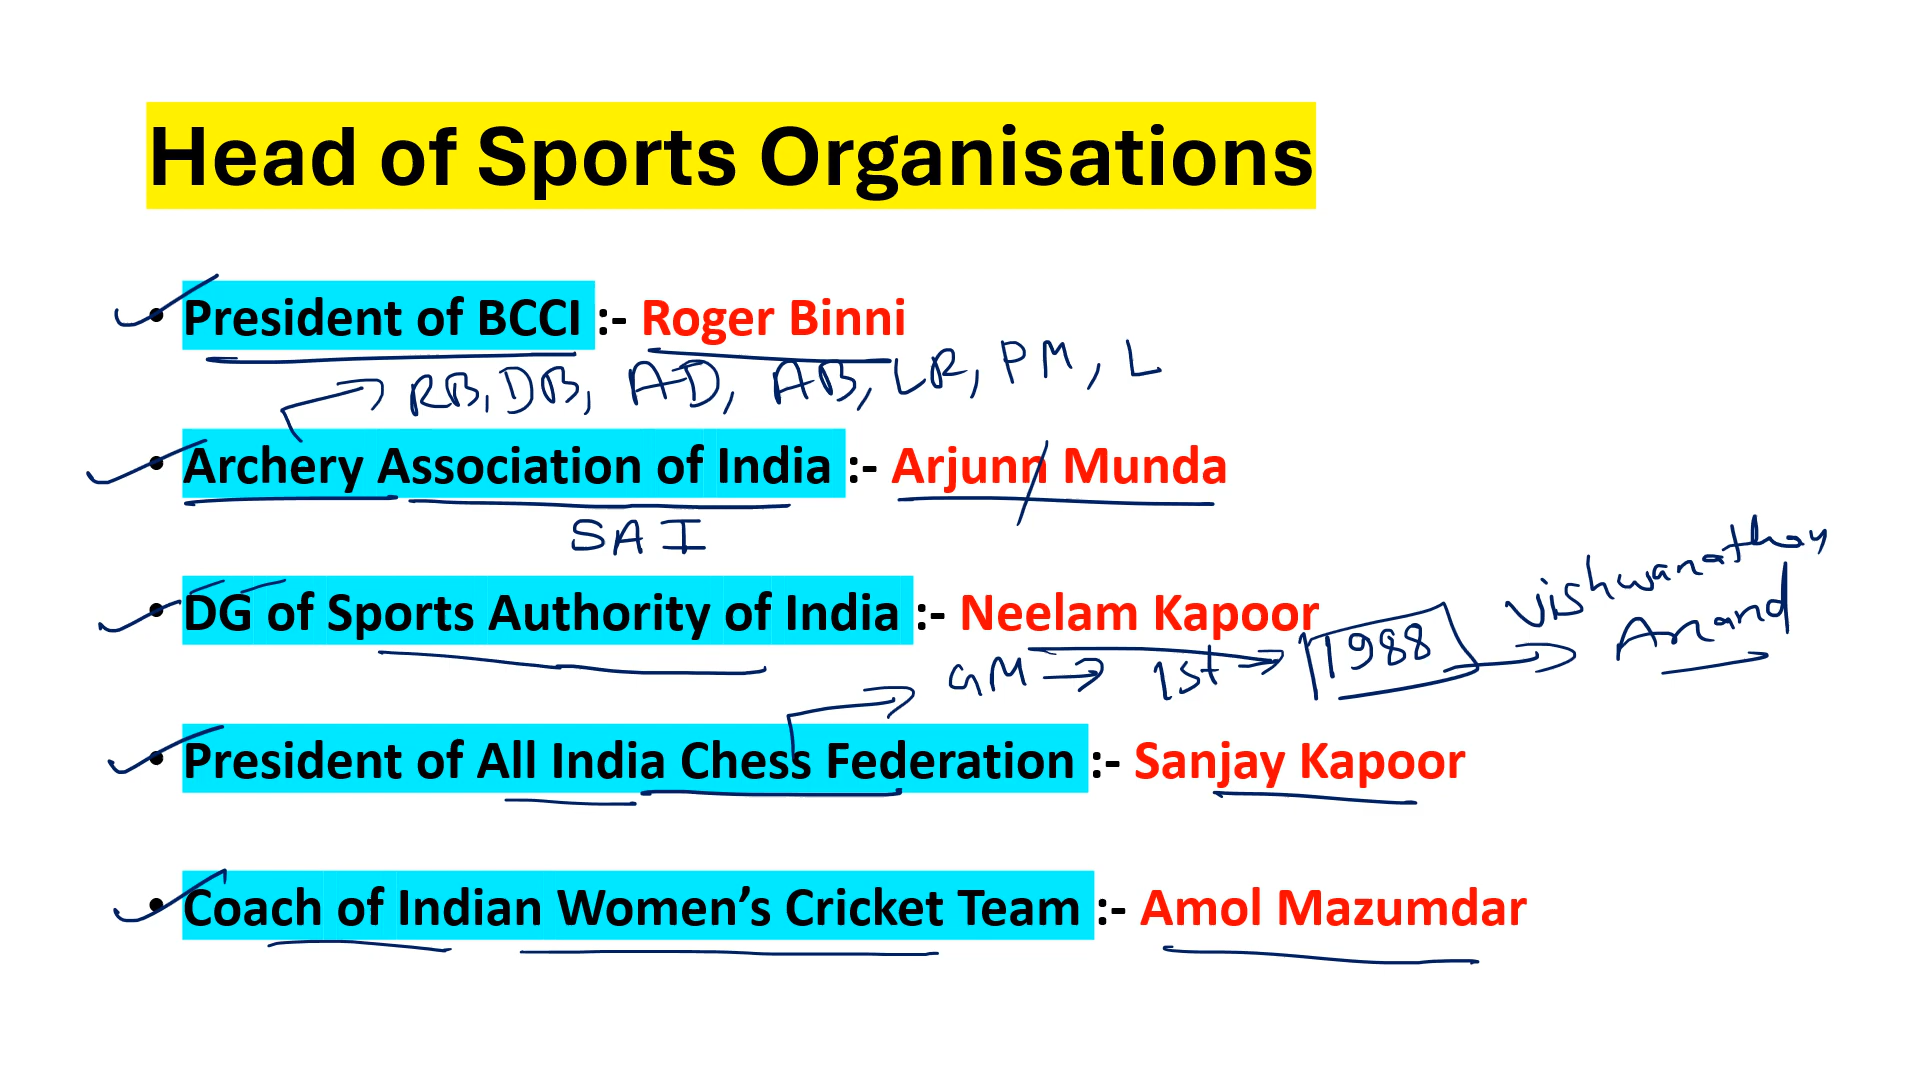 Head of Sports Organisations
• President of BCCI :- Roger Binni
RB, DB, AD, AB, LR, PM, L
• Archery Association of India :- Arjunn Munda
SAI
• DG of Sports Authority of India :- Neelam Kapoor
GM → 1st → 1988 → Vishwanathan
Anand
• President of All India Chess Federation :- Sanjay Kapoor
• Coach of Indian Women’s Cricket Team :- Amol Mazumdar